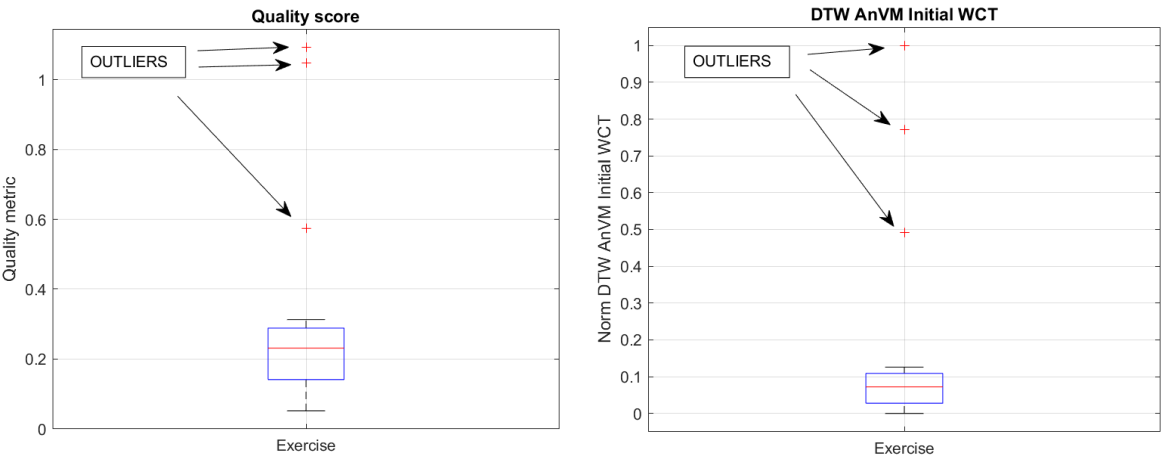 Quality score
OUTLIERS
Quality metric
1
0.8
0.6
0.4
0.2
0
Exercise
DTW AnVM Initial WCT
OUTLIERS
Norm DTW AnVM Initial WCT
1
0.9
0.8
0.7
0.6
0.5
0.4
0.3
0.2
0.1
0
Exercise